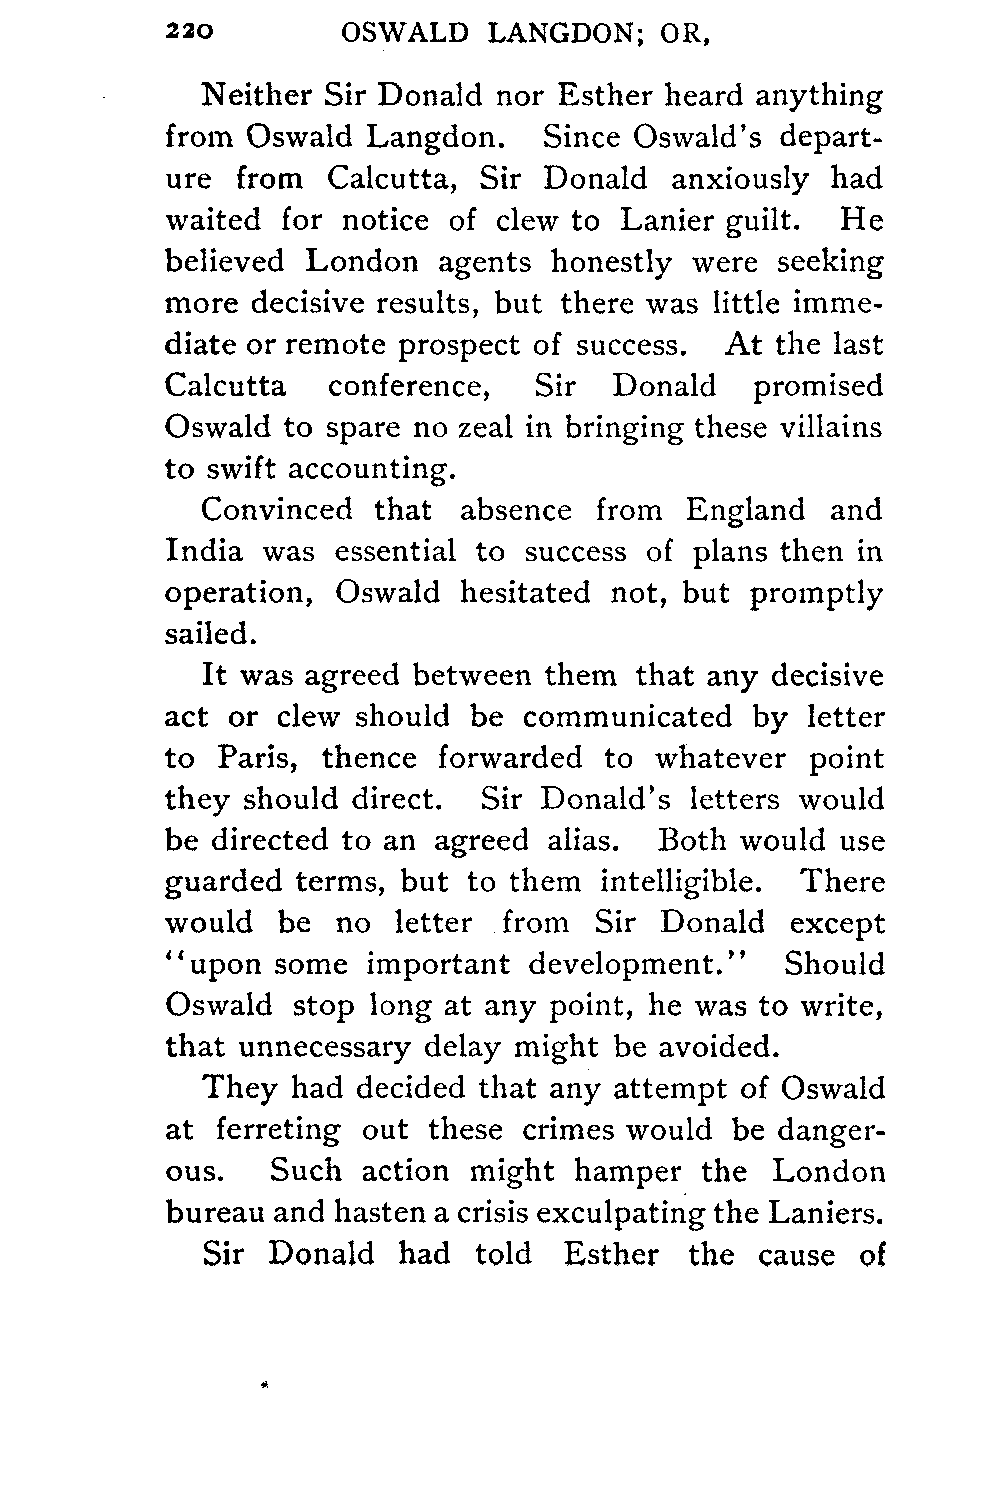 220 OSWALD LANGDON; OR,
Neither Sir Donald nor Esther heard anything
from Oswald Langdon. Since Oswald's depart-
ure from Calcutta, Sir Donald anxiously had
waited for notice of clew to Lanier guilt. He
believed London agents honestly were seeking
more decisive results, but there was little imme-
diate or remote prospect of success. At the last
Calcutta conference, Sir Donald promised
Oswald to spare no zeal in bringing these villains
to swift accounting.
Convinced that absence from England and
India was essential to success of plans then in
operation, Oswald hesitated not, but promptly
sailed.
It was agreed between them that any decisive
act or clew should be communicated by letter
to Paris, thence forwarded to whatever point
they should direct. Sir Donald's letters would
be directed to an agreed alias. Both would use
guarded terms, but to them intelligible. There
would be no letter from Sir Donald except
"upon some important development." Should
Oswald stop long at any point, he was to write,
that unnecessary delay might be avoided.
They had decided that any attempt of Oswald
at ferreting out these crimes would be danger-
ous. Such action might hamper the London
bureau and hasten a crisis exculpating the Laniers.
Sir Donald had told Esther the cause of